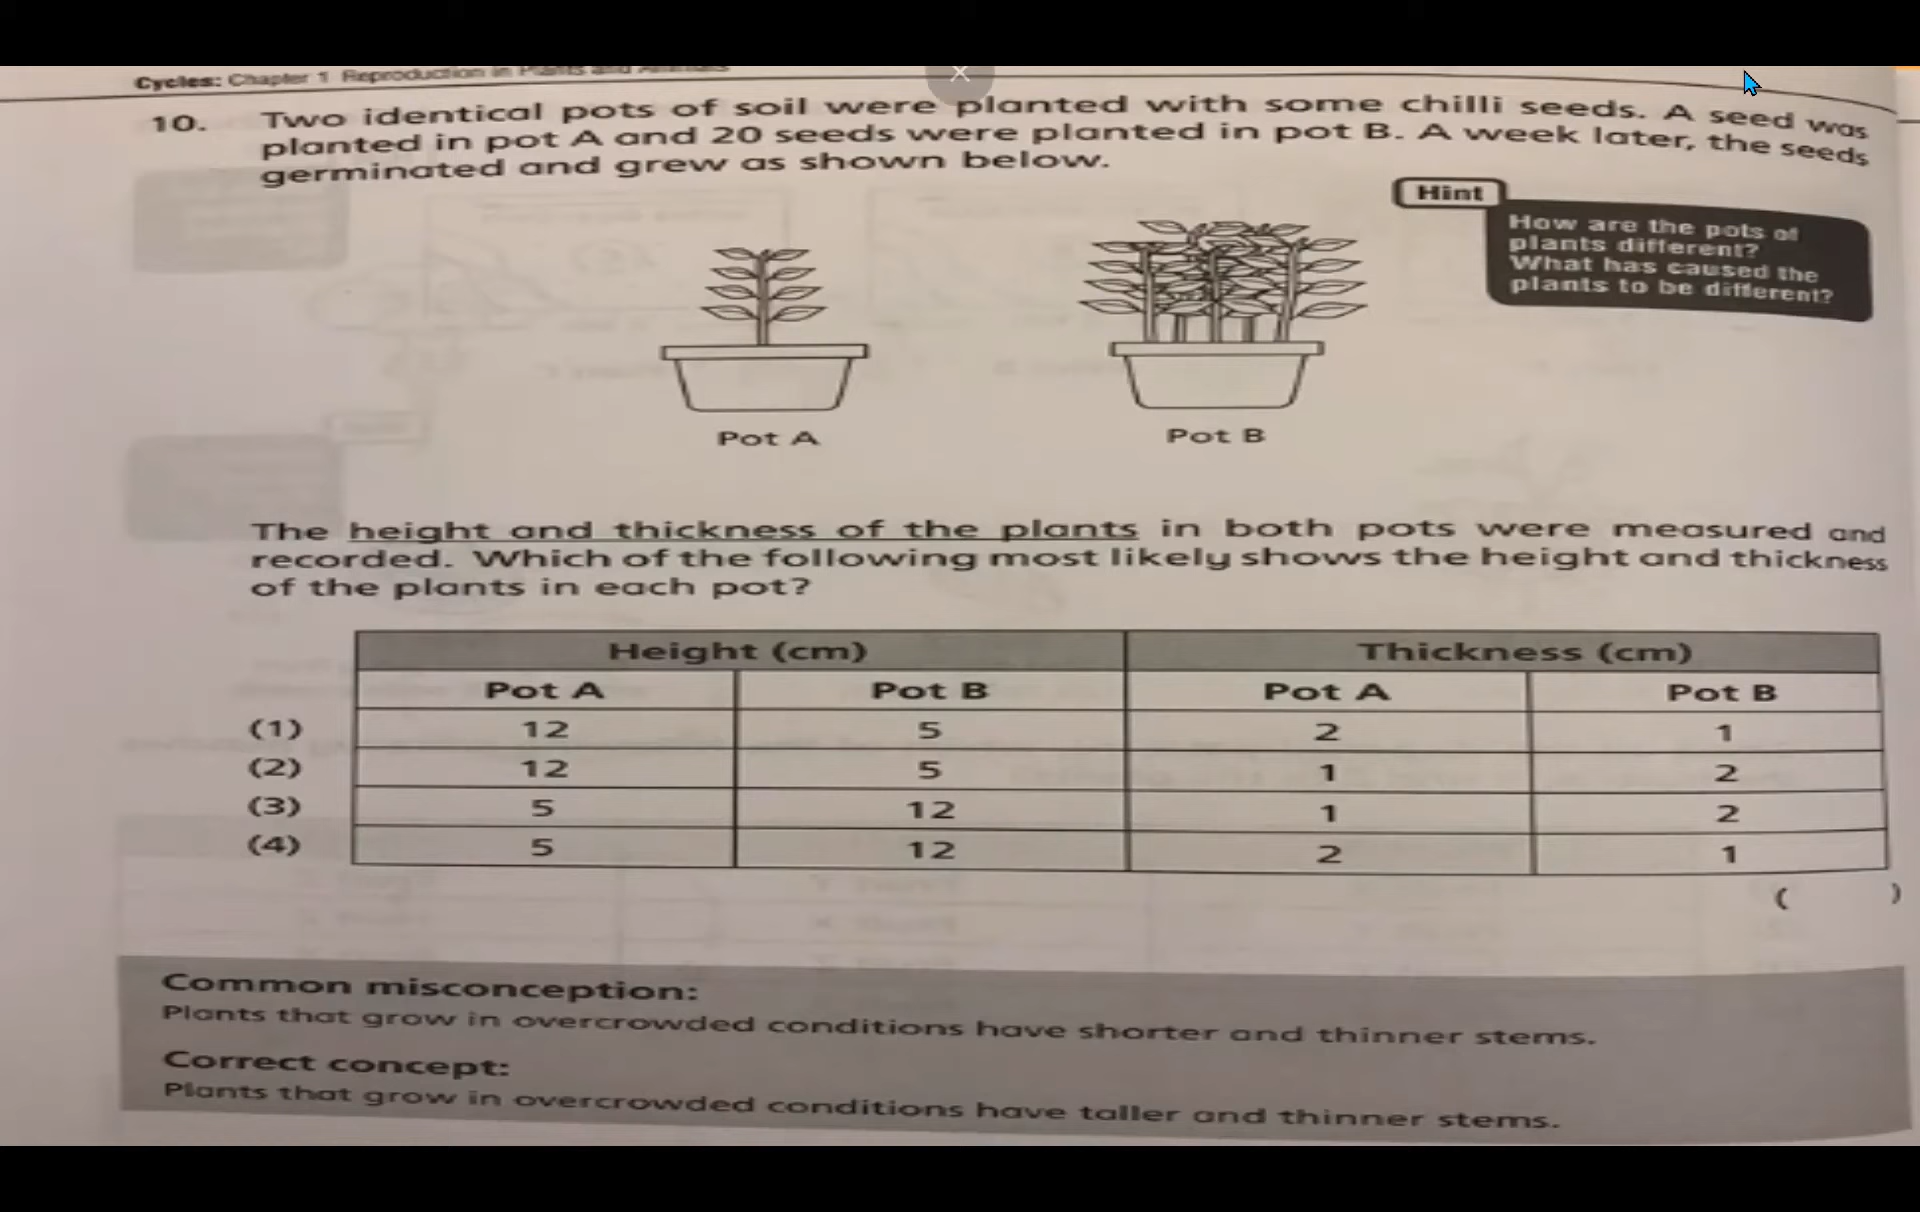 Cycles: Chapter 1 Reproduction in Plants and Animals
10. Two identical pots of soil were planted with some chilli seeds. A seed was
planted in pot A and 20 seeds were planted in pot B. A week later, the seeds
germinated and grew as shown below.
Hint
How are the pots of
plants different?
What has caused the
plants to be different?
Pot A
Pot B
The height and thickness of the plants in both pots were measured and
recorded. Which of the following most likely shows the height and thickness
of the plants in each pot?
Height (cm) Thickness (cm)
Pot A Pot B Pot A Pot B
(1) 12 5 2 1
(2) 12 5 1 2
(3) 5 12 1 2
(4) 5 12 2 1
( )
Common misconception:
Plants that grow in overcrowded conditions have shorter and thinner stems.
Correct concept:
Plants that grow in overcrowded conditions have taller and thinner stems.